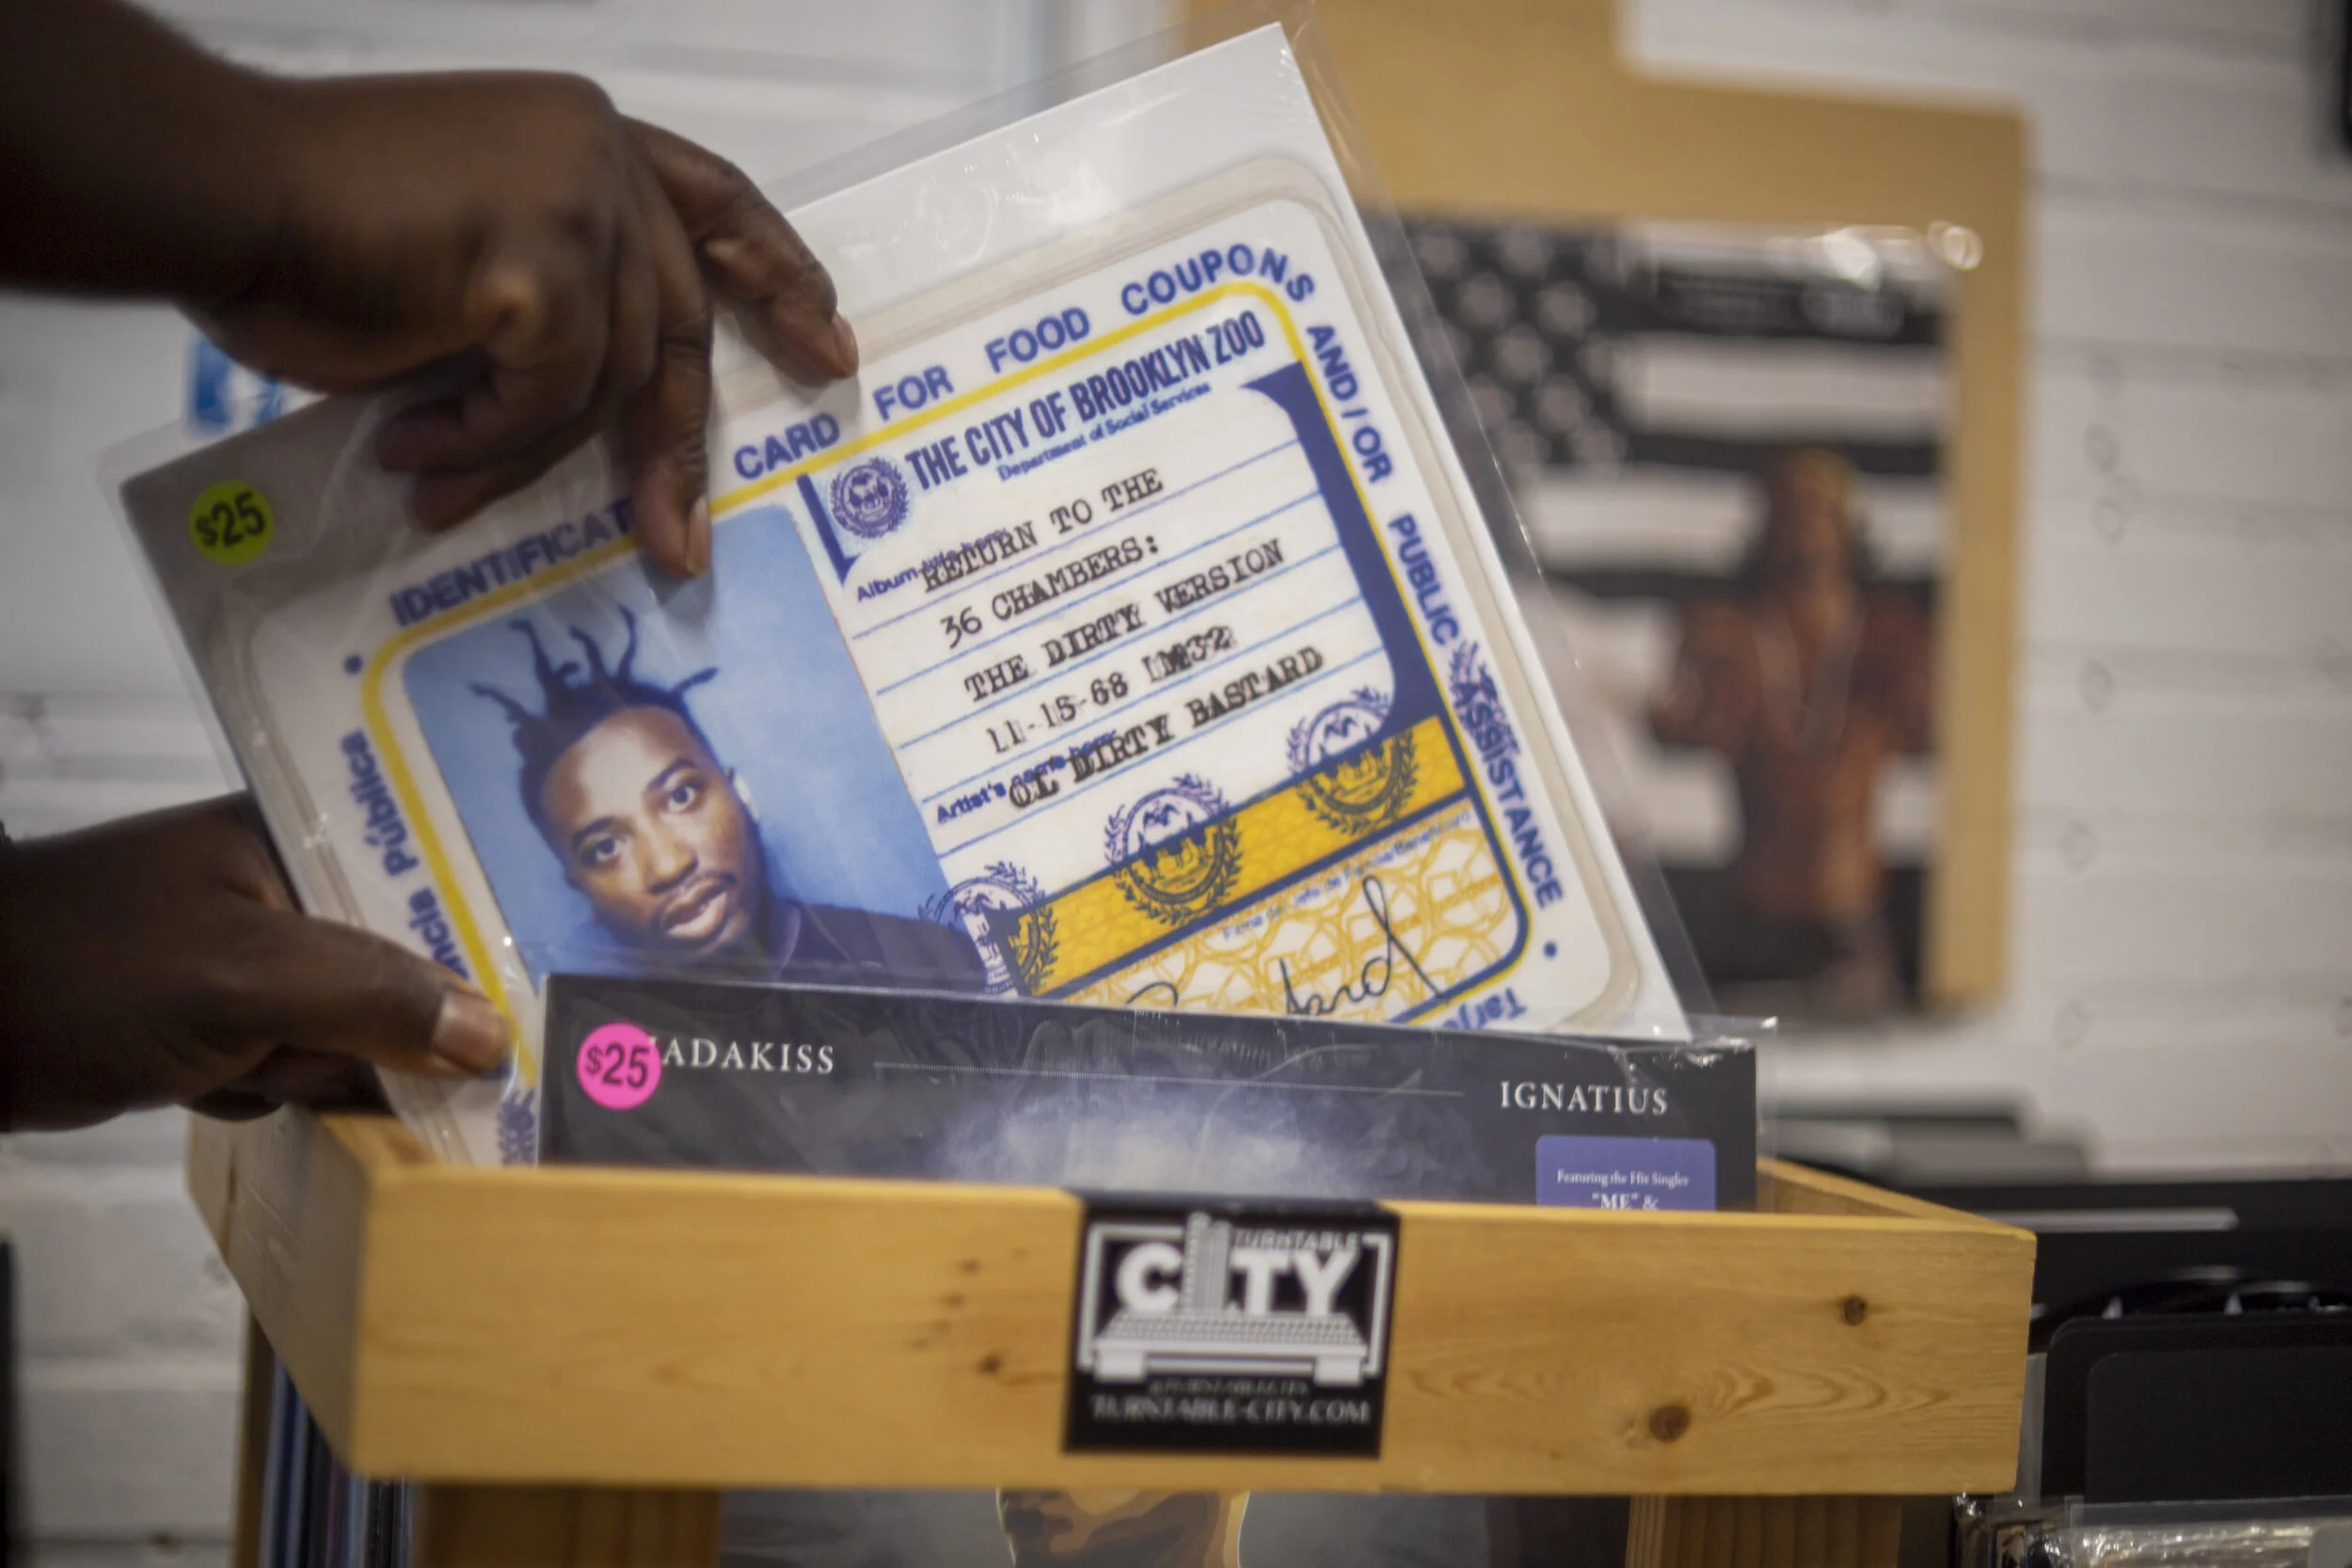 $25
IDENTIFICAT
CARD FOR FOOD COUPONS
AND/OR PUBLIC ASSISTANCE
THE CITY OF BROOKLYN ZOO
Department of Social Services
RETURN TO THE
36 CHAMBERS:
THE DIRTY VERSION
11-15-68
Artist's
OL DIRTY BASTARD
Pública
$25
ADAKISS
IGNATIUS
Featuring the Hit Singles
"ME" &
TURNTABLE
CITY
TURNTABLE-CITY.COM